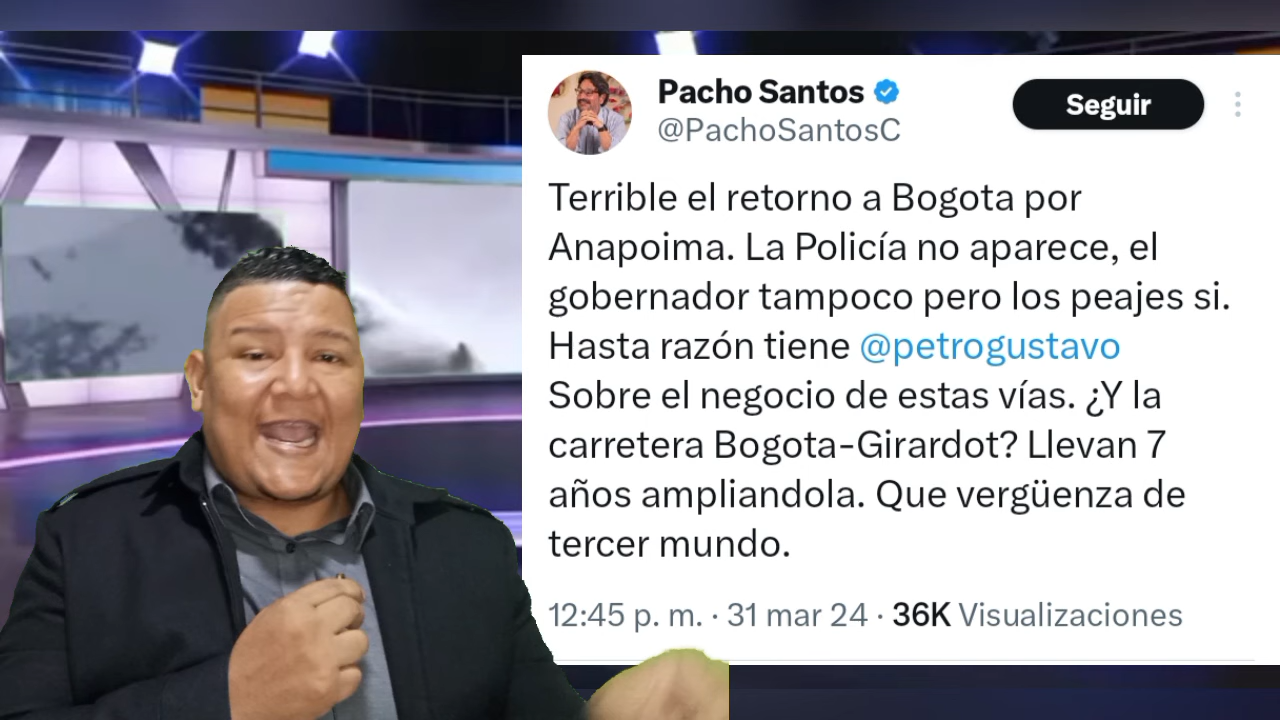 Pacho Santos
@PachoSantosC
Seguir
Terrible el retorno a Bogota por
Anapoima. La Policía no aparece, el
gobernador tampoco pero los peajes si.
Hasta razón tiene @petrogustavo
Sobre el negocio de estas vías. ¿Y la
carretera Bogota-Girardot? Llevan 7
años ampliandola. Que vergüenza de
tercer mundo.
12:45 p. m. · 31 mar 24 · 36K Visualizaciones